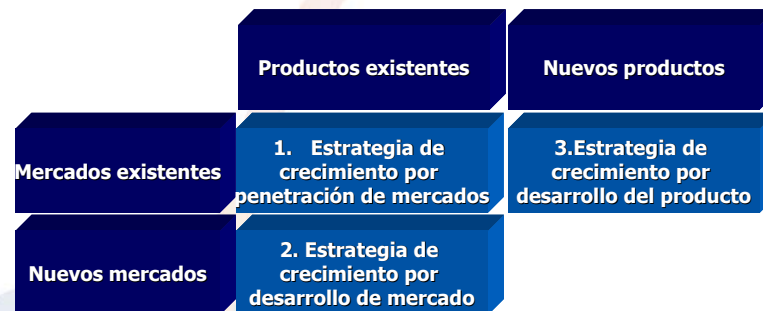 Productos existentes
Nuevos productos
Mercados existentes
1. Estrategia de
crecimiento por
penetración de mercados
3.Estrategia de
crecimiento por
desarrollo del producto
Nuevos mercados
2. Estrategia de
crecimiento por
desarrollo de mercado